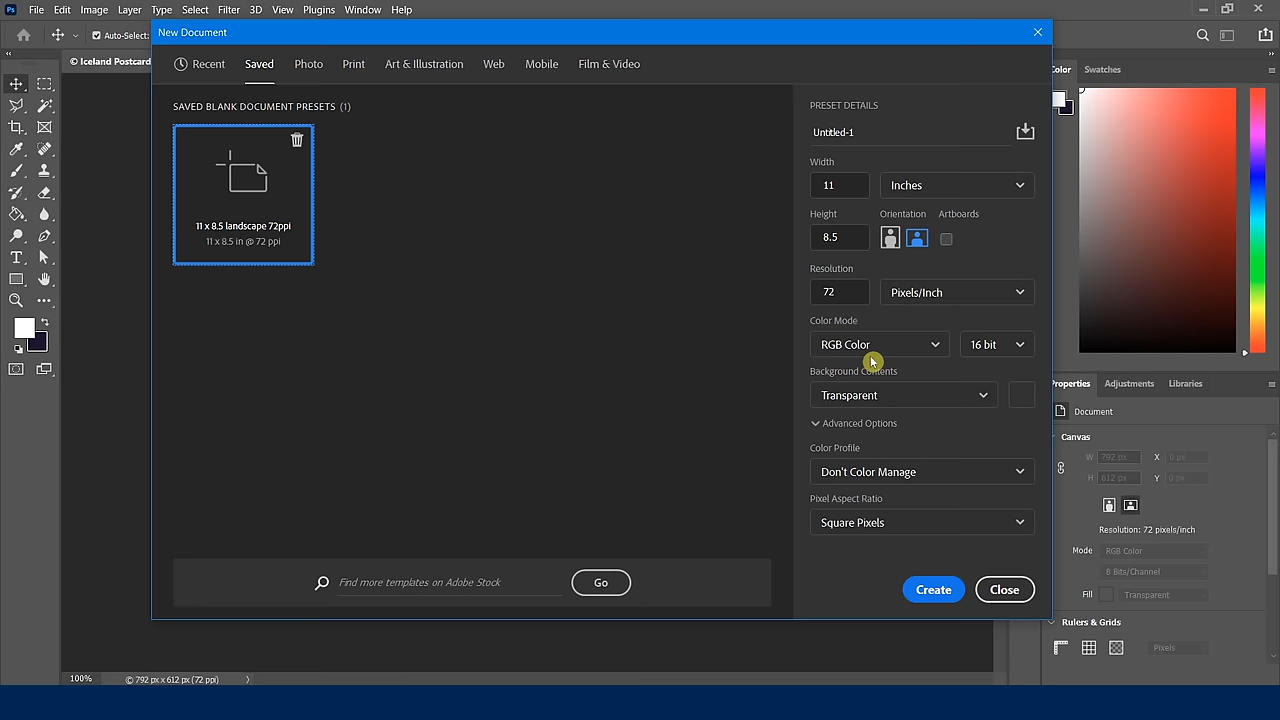 Ps File Edit Image Layer Type Select Filter 3D View Plugins Window Help
Auto-Select:
© Iceland Postcard
New Document
Recent Saved Photo Print Art & Illustration Web Mobile Film & Video
SAVED BLANK DOCUMENT PRESETS (1)
11 x 8.5 landscape 72ppi
11 x 8.5 in @ 72 ppi
Find more templates on Adobe Stock
Go
PRESET DETAILS
Untitled-1
Width
11 Inches
Height Orientation Artboards
8.5
Resolution
72 Pixels/Inch
Color Mode
RGB Color 16 bit
Background Contents
Transparent
Advanced Options
Color Profile
Don't Color Manage
Pixel Aspect Ratio
Square Pixels
Create Close
Color Swatches
Properties Adjustments Libraries
Document
Canvas
W 792 px X 0 px
H 612 px Y 0 px
Resolution: 72 pixels/inch
Mode RGB Color
8 Bits/Channel
Fill Transparent
Rulers & Grids
Pixels
100% © 792 px x 612 px (72 ppi)